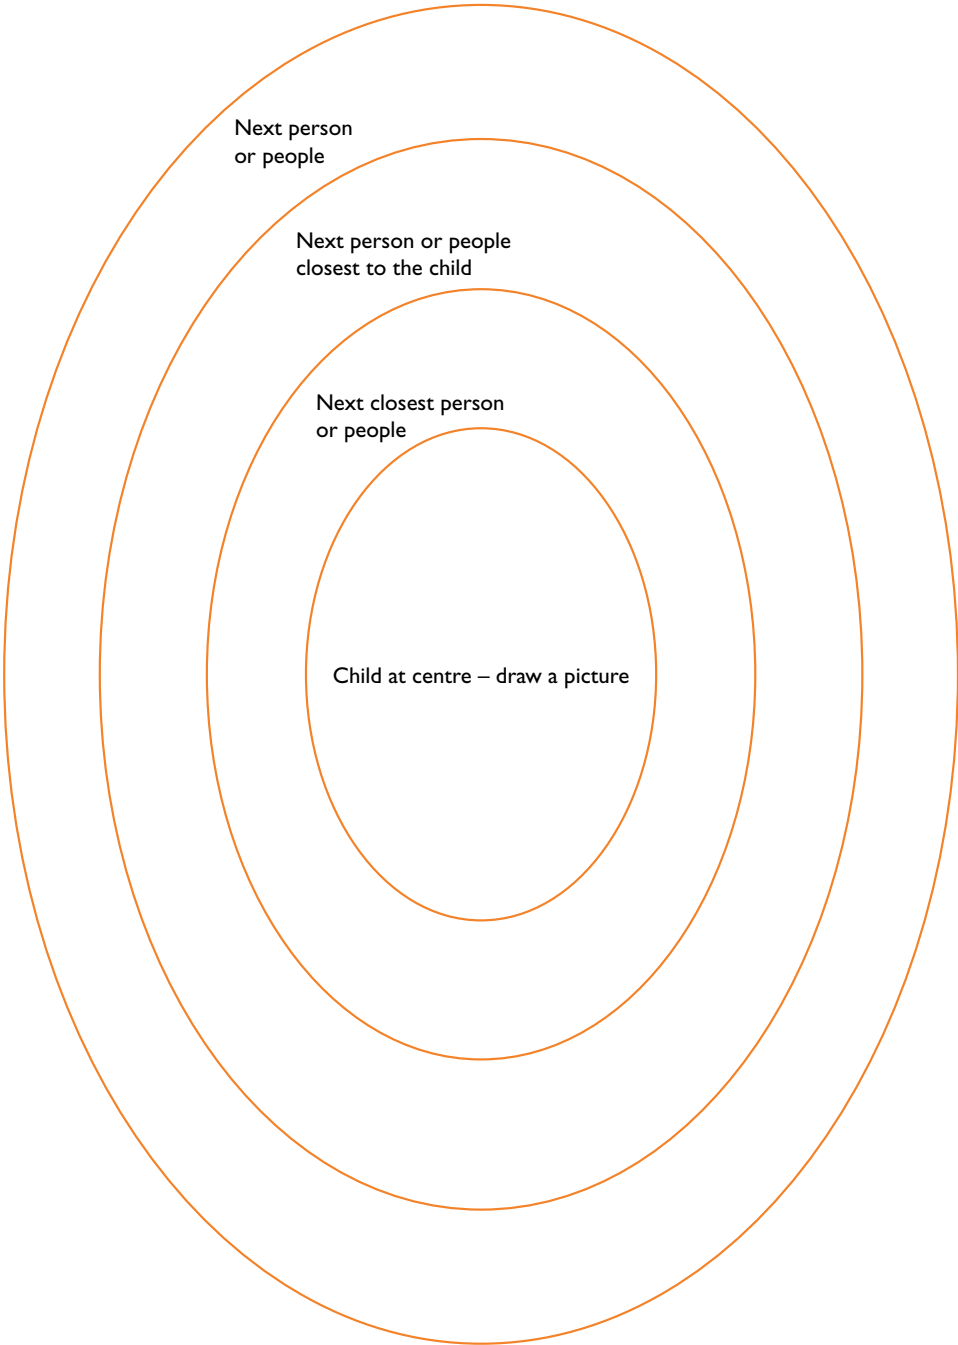 Next person
or people
Next person or people
closest to the child
Next closest person
or people
Child at centre – draw a picture